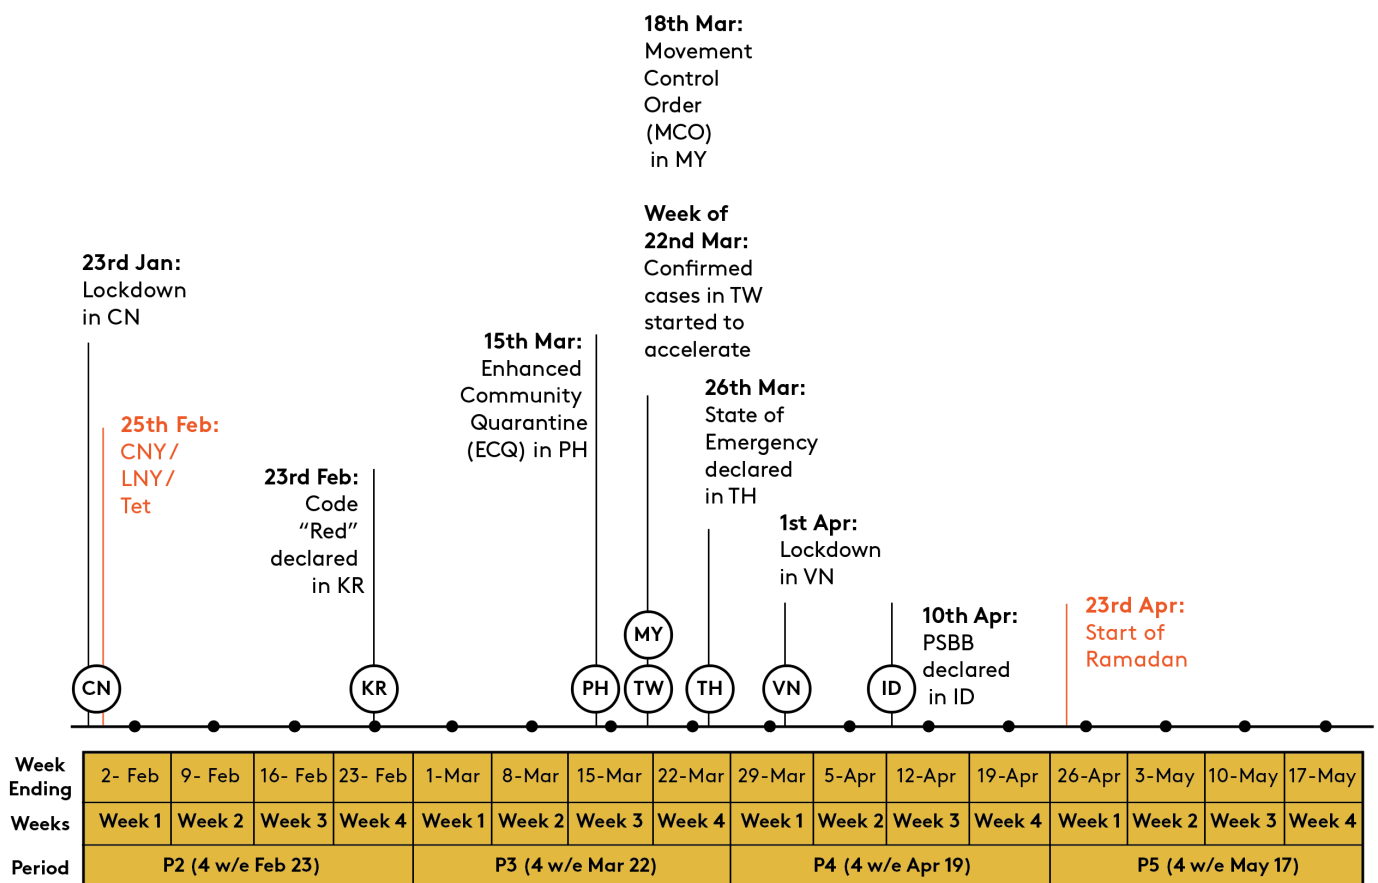 18th Mar:
Movement
Control
Order
(MCO)
in MY
Week of
22nd Mar:
Confirmed
cases in TW
started to
accelerate
23rd Jan:
Lockdown
in CN
25th Feb:
CNY/
LNY/
Tet
23rd Feb:
Code
“Red”
declared
in KR
15th Mar:
Enhanced
Community
Quarantine
(ECQ) in PH
26th Mar:
State of
Emergency
declared
in TH
1st Apr:
Lockdown
in VN
10th Apr:
PSBB
declared
in ID
23rd Apr:
Start of
Ramadan
MY
CN KR PH TW TH VN ID
Week
Ending
2- Feb 9- Feb 16- Feb 23- Feb 1-Mar 8-Mar 15-Mar 22-Mar 29-Mar 5-Apr 12-Apr 19-Apr 26-Apr 3-May 10-May 17-May
Weeks Week 1 Week 2 Week 3 Week 4 Week 1 Week 2 Week 3 Week 4 Week 1 Week 2 Week 3 Week 4 Week 1 Week 2 Week 3 Week 4
Period P2 (4 w/e Feb 23) P3 (4 w/e Mar 22) P4 (4 w/e Apr 19) P5 (4 w/e May 17)